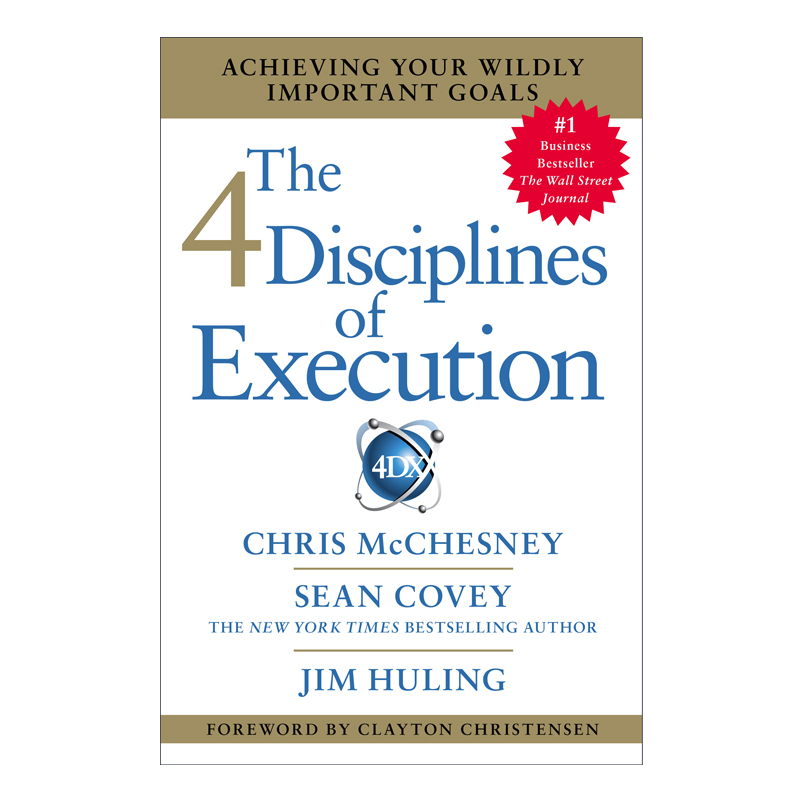 ACHIEVING YOUR WILDLY
IMPORTANT GOALS
#1
Business
Bestseller
The Wall Street
Journal
The
4 Disciplines
of
Execution
4DX
CHRIS McCHESNEY
SEAN COVEY
THE NEW YORK TIMES BESTSELLING AUTHOR
JIM HULING
FOREWORD BY CLAYTON CHRISTENSEN